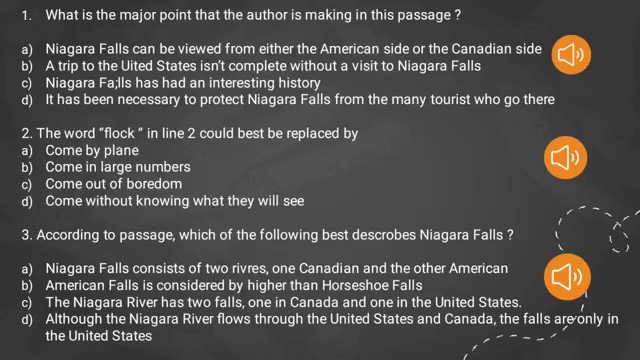 1. What is the major point that the author is making in this passage ?
a) Niagara Falls can be viewed from either the American side or the Canadian side
b) A trip to the Uited States isn't complete without a visit to Niagara Falls
c) Niagara Fa;lls has had an interesting history
d) It has been necessary to protect Niagara Falls from the many tourist who go there
2. The word “flock ” in line 2 could best be replaced by
a) Come by plane
b) Come in large numbers
c) Come out of boredom
d) Come without knowing what they will see
3. According to passage, which of the following best descrobes Niagara Falls ?
a) Niagara Falls consists of two rivres, one Canadian and the other American
b) American Falls is considered by higher than Horseshoe Falls
c) The Niagara River has two falls, one in Canada and one in the United States.
d) Although the Niagara River flows through the United States and Canada, the falls are only in
the United States